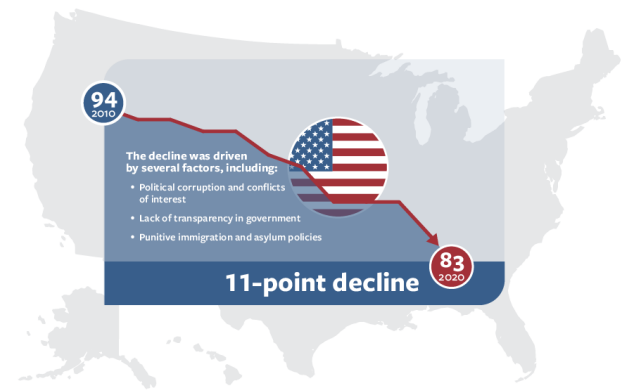 94
2010
The decline was driven
by several factors, including:
• Political corruption and conflicts
of interest
• Lack of transparency in government
• Punitive immigration and asylum policies
83
2020
11-point decline